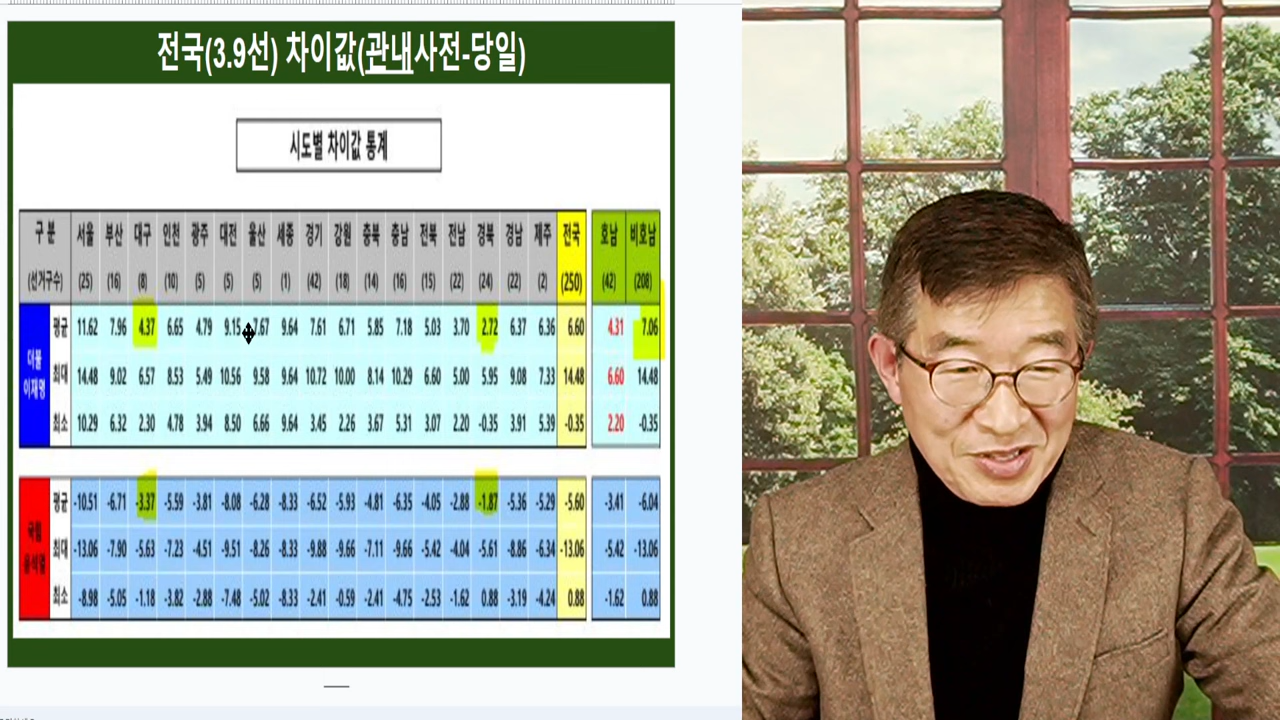 전국(3.9선) 차이값(관내사전-당일)
시도별 차이값 통계
구 분 서울 부산 대구 인천 광주 대전 울산 세종 경기 강원 충북 충남 전북 전남 경북 경남 제주 전국 호남 비호남
(선거구수) (25) (16) (8) (10) (5) (5) (5) (1) (42) (18) (14) (16) (15) (22) (24) (22) (2) (250) (42) (208)
평균 11.62 7.96 4.37 6.65 4.79 9.15 7.67 9.64 7.61 6.71 5.85 7.18 5.03 3.70 2.72 6.37 6.36 6.60 4.31 7.06
더불
이재명
최대 14.48 9.02 6.57 8.53 5.49 10.56 9.58 9.64 10.72 10.00 8.14 10.29 6.60 5.00 5.95 9.08 7.33 14.48 6.60 14.48
최소 10.29 6.32 2.30 4.78 3.94 8.50 6.66 9.64 3.45 2.26 3.67 5.31 3.07 2.20 -0.35 3.91 5.39 -0.35 2.20 -0.35
평균 -10.51 -6.71 -3.37 -5.59 -3.81 -8.08 -6.28 -8.33 -6.52 -5.93 -4.81 -6.35 -4.05 -2.88 -1.87 -5.36 -5.29 -5.60 -3.41 -6.04
국힘
윤석열
최대 -13.06 -7.90 -5.63 -7.23 -4.51 -9.51 -8.26 -8.33 -9.88 -9.66 -7.11 -9.66 -5.42 -4.04 -5.61 -8.86 -6.34 -13.06 -5.42 -13.06
최소 -8.98 -5.05 -1.18 -3.82 -2.88 -7.48 -5.02 -8.33 -2.41 -0.59 -2.41 -4.75 -2.53 -1.62 0.88 -3.19 -4.24 0.88 -1.62 0.88